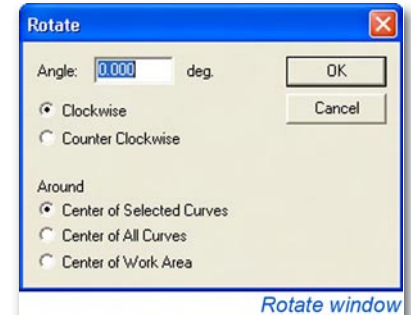 Rotate
Angle: 0.000 deg.
OK
Clockwise
Cancel
Counter Clockwise
Around
Center of Selected Curves
Center of All Curves
Center of Work Area
Rotate window